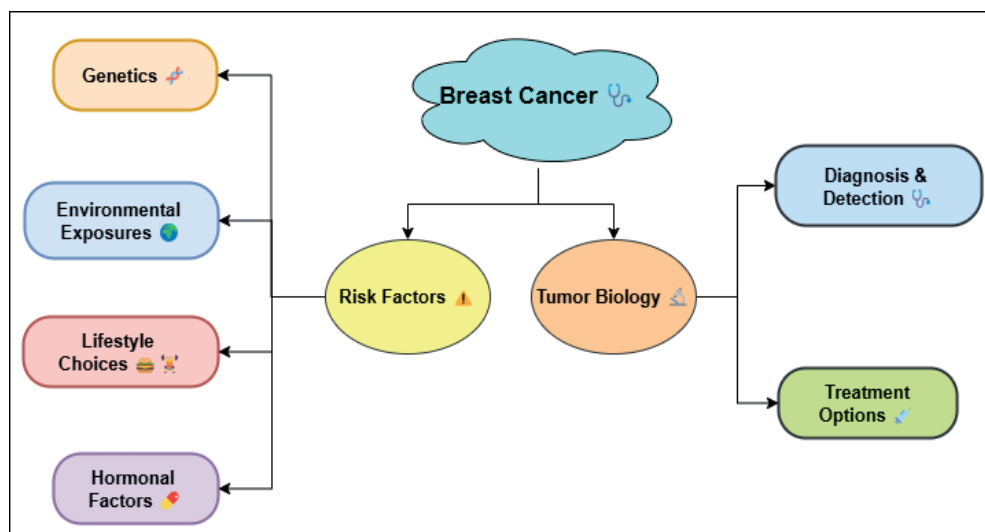 Breast Cancer 🩺
Genetics 🧬
Environmental
Exposures 🌍
Lifestyle
Choices 🍔 🏋️
Hormonal
Factors 💊
Risk Factors ⚠️
Tumor Biology 🔬
Diagnosis &
Detection 🩺
Treatment
Options 💉